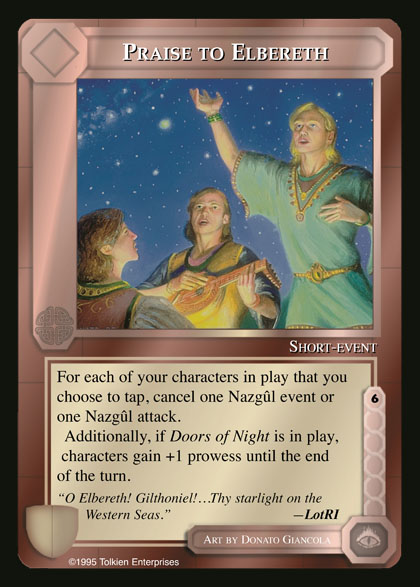 Praise to Elbereth
Short-event
For each of your characters in play that you
choose to tap, cancel one Nazgûl event or
one Nazgûl attack.
Additionally, if Doors of Night is in play,
characters gain +1 prowess until the end
of the turn.
“O Elbereth! Gilthoniel!…Thy starlight on the
Western Seas.” —LotRI
6
Art by Donato Giancola
©1995 Tolkien Enterprises